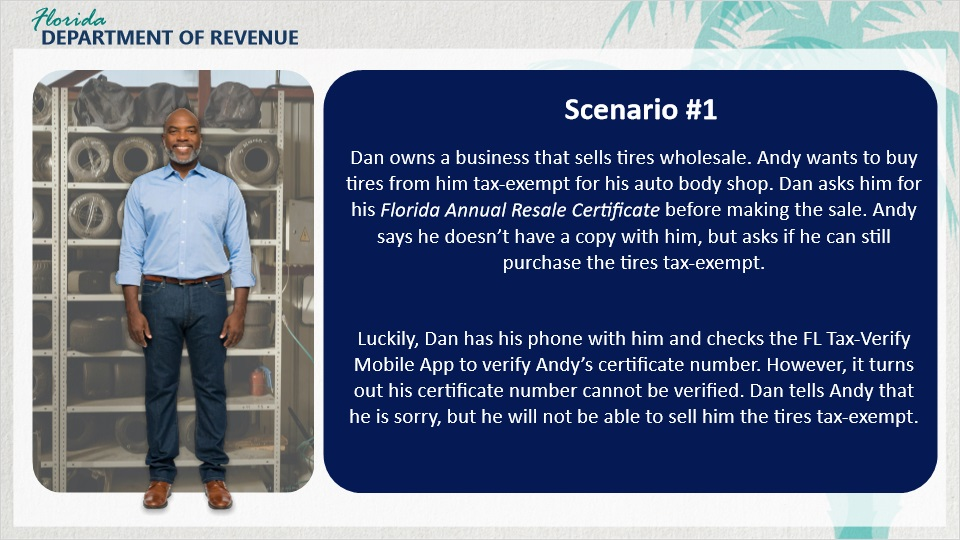 Florida
DEPARTMENT OF REVENUE
Scenario #1
Dan owns a business that sells tires wholesale. Andy wants to buy
tires from him tax-exempt for his auto body shop. Dan asks him for
his Florida Annual Resale Certificate before making the sale. Andy
says he doesn’t have a copy with him, but asks if he can still
purchase the tires tax-exempt.
Luckily, Dan has his phone with him and checks the FL Tax-Verify
Mobile App to verify Andy’s certificate number. However, it turns
out his certificate number cannot be verified. Dan tells Andy that
he is sorry, but he will not be able to sell him the tires tax-exempt.